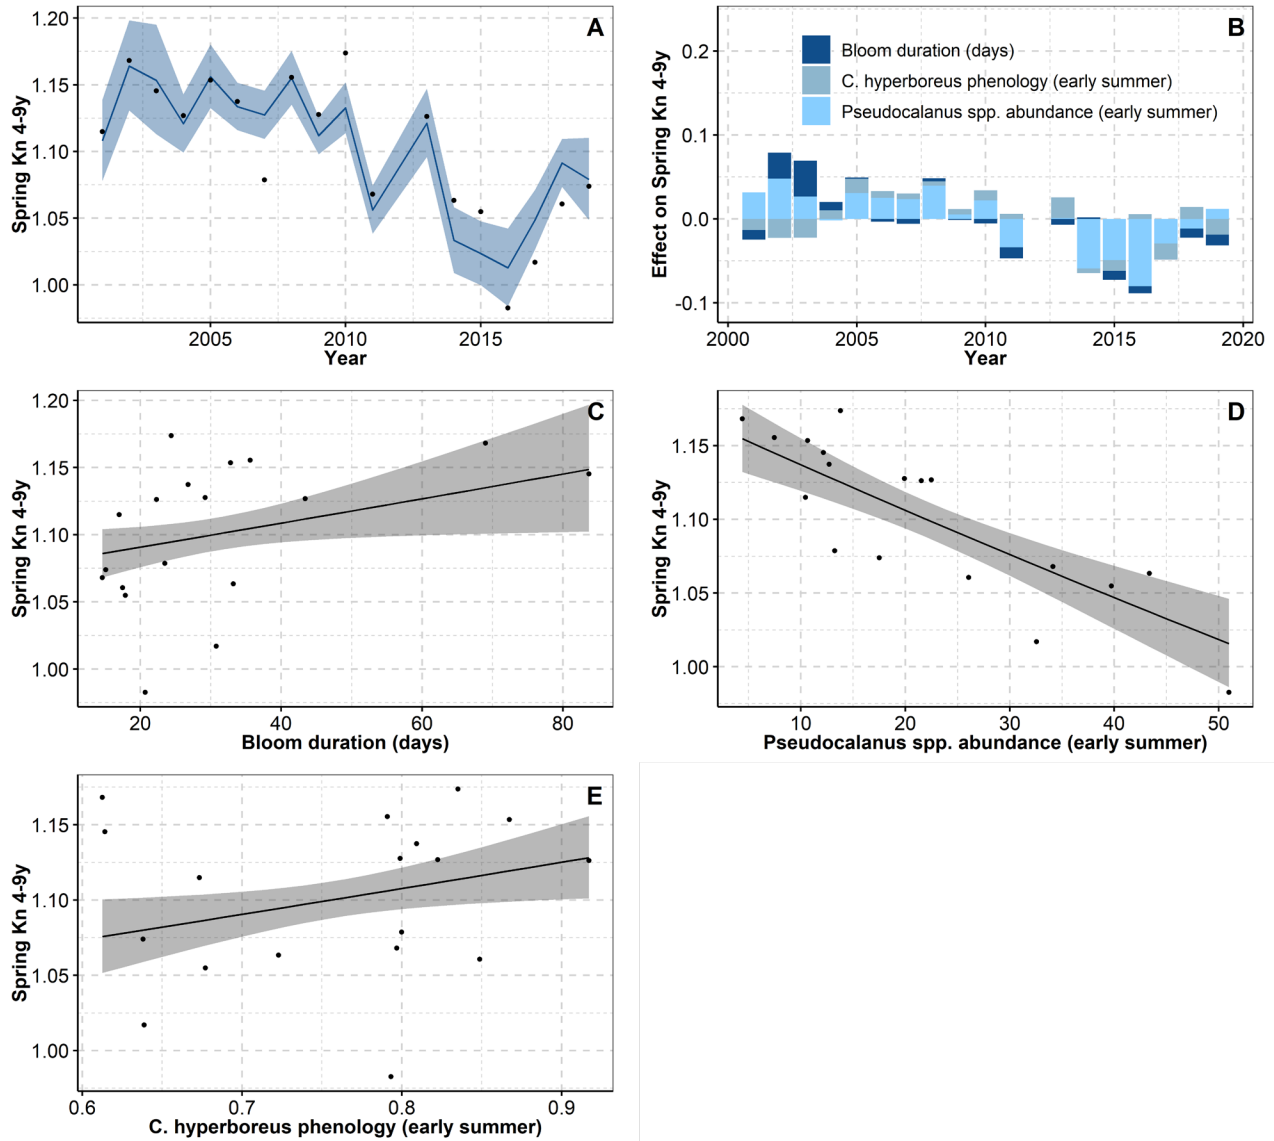 A
1.20
1.15
1.10
1.05
1.00
Spring Kn 4-9y
2005
2010
2015
Year
B
Bloom duration (days)
C. hyperboreus phenology (early summer)
Pseudocalanus spp. abundance (early summer)
0.2
0.1
0.0
-0.1
Effect on Spring Kn 4-9y
2000
2005
2010
2015
2020
Year
C
1.20
1.15
1.10
1.05
1.00
Spring Kn 4-9y
20
40
60
80
Bloom duration (days)
D
1.15
1.10
1.05
1.00
Spring Kn 4-9y
10
20
30
40
50
Pseudocalanus spp. abundance (early summer)
E
1.15
1.10
1.05
1.00
Spring Kn 4-9y
0.6
0.7
0.8
0.9
C. hyperboreus phenology (early summer)